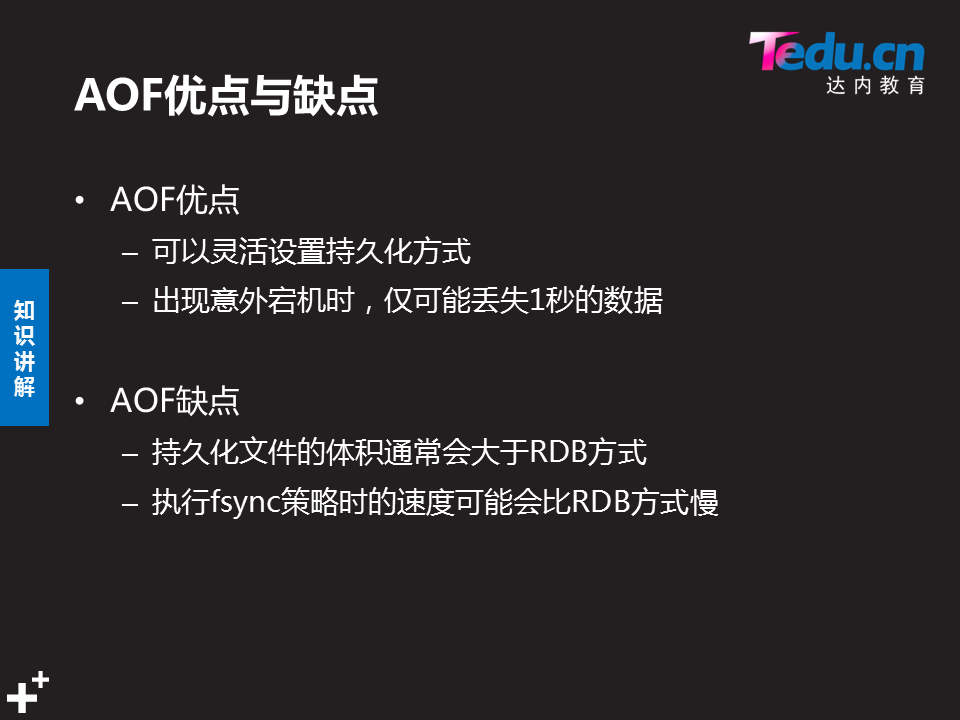 Tedu.cn
达内教育
AOF优点与缺点
• AOF优点
– 可以灵活设置持久化方式
– 出现意外宕机时，仅可能丢失1秒的数据
知识讲解
• AOF缺点
– 持久化文件的体积通常会大于RDB方式
– 执行fsync策略时的速度可能会比RDB方式慢